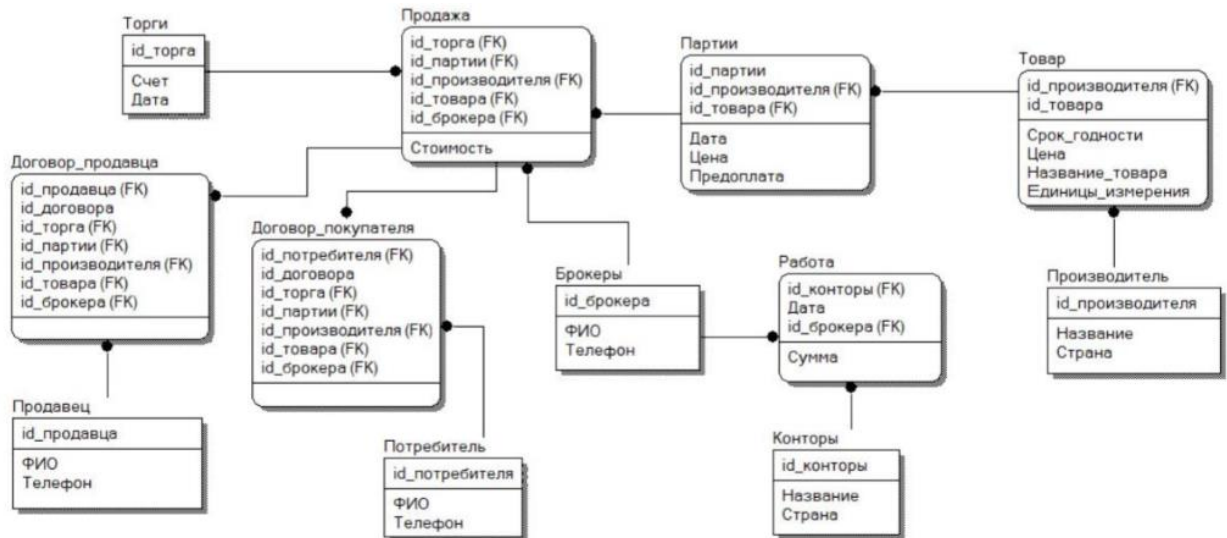 Торги
id_торга
Счет
Дата
Продажа
id_торга (FK)
id_партии (FK)
id_производителя (FK)
id_товара (FK)
id_брокера (FK)
Стоимость
Партии
id_партии
id_производителя (FK)
id_товара (FK)
Дата
Цена
Предоплата
Товар
id_производителя (FK)
id_товара
Срок_годности
Цена
Название_товара
Единицы_измерения
Договор_продавца
id_продавца (FK)
id_договора
id_торга (FK)
id_партии (FK)
id_производителя (FK)
id_товара (FK)
id_брокера (FK)
Договор_покупателя
id_потребителя (FK)
id_договора
id_торга (FK)
id_партии (FK)
id_производителя (FK)
id_товара (FK)
id_брокера (FK)
Брокеры
id_брокера
ФИО
Телефон
Работа
id_конторы (FK)
Дата
id_брокера (FK)
Сумма
Производитель
id_производителя
Название
Страна
Продавец
id_продавца
ФИО
Телефон
Потребитель
id_потребителя
ФИО
Телефон
Конторы
id_конторы
Название
Страна